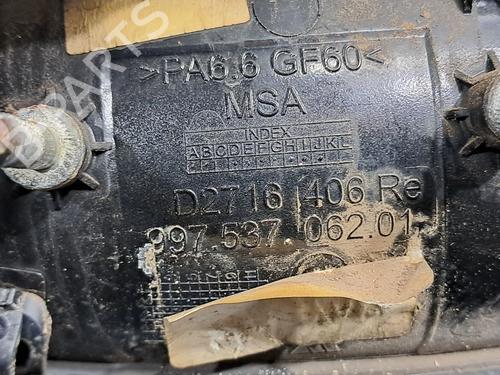 >PA6.6 GF60<
MSA
INDEX
ABCDEFGHIJKL
D2716 406 Re
997.537.062.01